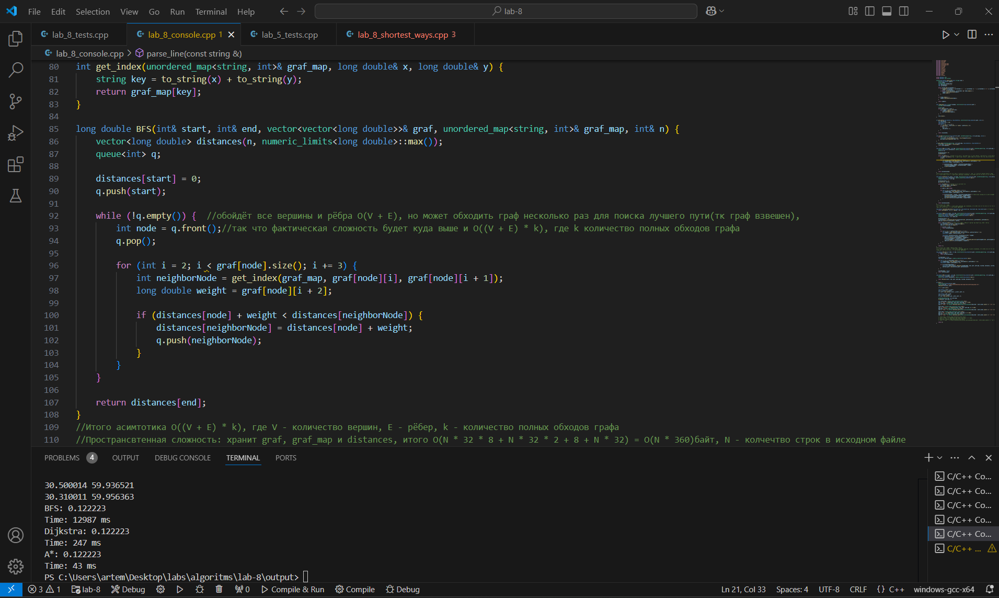 File Edit Selection View Go Run Terminal Help
lab-8
lab_8_tests.cpp
lab_8_console.cpp 1
lab_5_tests.cpp
lab_8_shortest_ways.cpp 3
lab_8_console.cpp > parse_line(const string &)
80 int get_index(unordered_map<string, int>& graf_map, long double& x, long double& y) {
81 string key = to_string(x) + to_string(y);
82 return graf_map[key];
83 }
84
85 long double BFS(int& start, int& end, vector<vector<long double>>& graf, unordered_map<string, int>& graf_map, int& n) {
86 vector<long double> distances(n, numeric_limits<long double>::max());
87 queue<int> q;
88
89 distances[start] = 0;
90 q.push(start);
91
92 while (!q.empty()) { //обойдёт все вершины и рёбра O(V + E), но может обходить граф несколько раз для поиска лучшего пути(тк граф взвешен),
93 int node = q.front();//так что фактическая сложность будет куда выше и O((V + E) * k), где k количество полных обходов графа
94 q.pop();
95
96 for (int i = 2; i < graf[node].size(); i += 3) {
97 int neighborNode = get_index(graf_map, graf[node][i], graf[node][i + 1]);
98 long double weight = graf[node][i + 2];
99
100 if (distances[node] + weight < distances[neighborNode]) {
101 distances[neighborNode] = distances[node] + weight;
102 q.push(neighborNode);
103 }
104 }
105 }
106
107 return distances[end];
108 }
109 //Итого асимтотика O((V + E) * k), где V - количество вершин, E - рёбер, k - количество полных обходов графа
110 //Пространсвтенная сложность: хранит graf, graf_map и distances, итого O(N * 32 * 8 + N * 32 * 2 + 8 + N * 32) = O(N * 360)байт, N - колчечтво строк в исходном файле
PROBLEMS 4 OUTPUT DEBUG CONSOLE TERMINAL PORTS
30.500014 59.936521
30.310011 59.956363
BFS: 0.122223
Time: 12987 ms
Dijkstra: 0.122223
Time: 247 ms
A*: 0.122223
Time: 43 ms
PS C:\Users\artem\Desktop\labs\algoritms\lab-8\output>
C/C++ Co...
C/C++ Co...
C/C++ Co...
C/C++ Co...
C/C++ Co...
C/C++ ...
3 1 lab-8 Debug 0 Compile & Run Compile Debug Ln 21, Col 33 Spaces: 4 UTF-8 CRLF {} C++ windows-gcc-x64